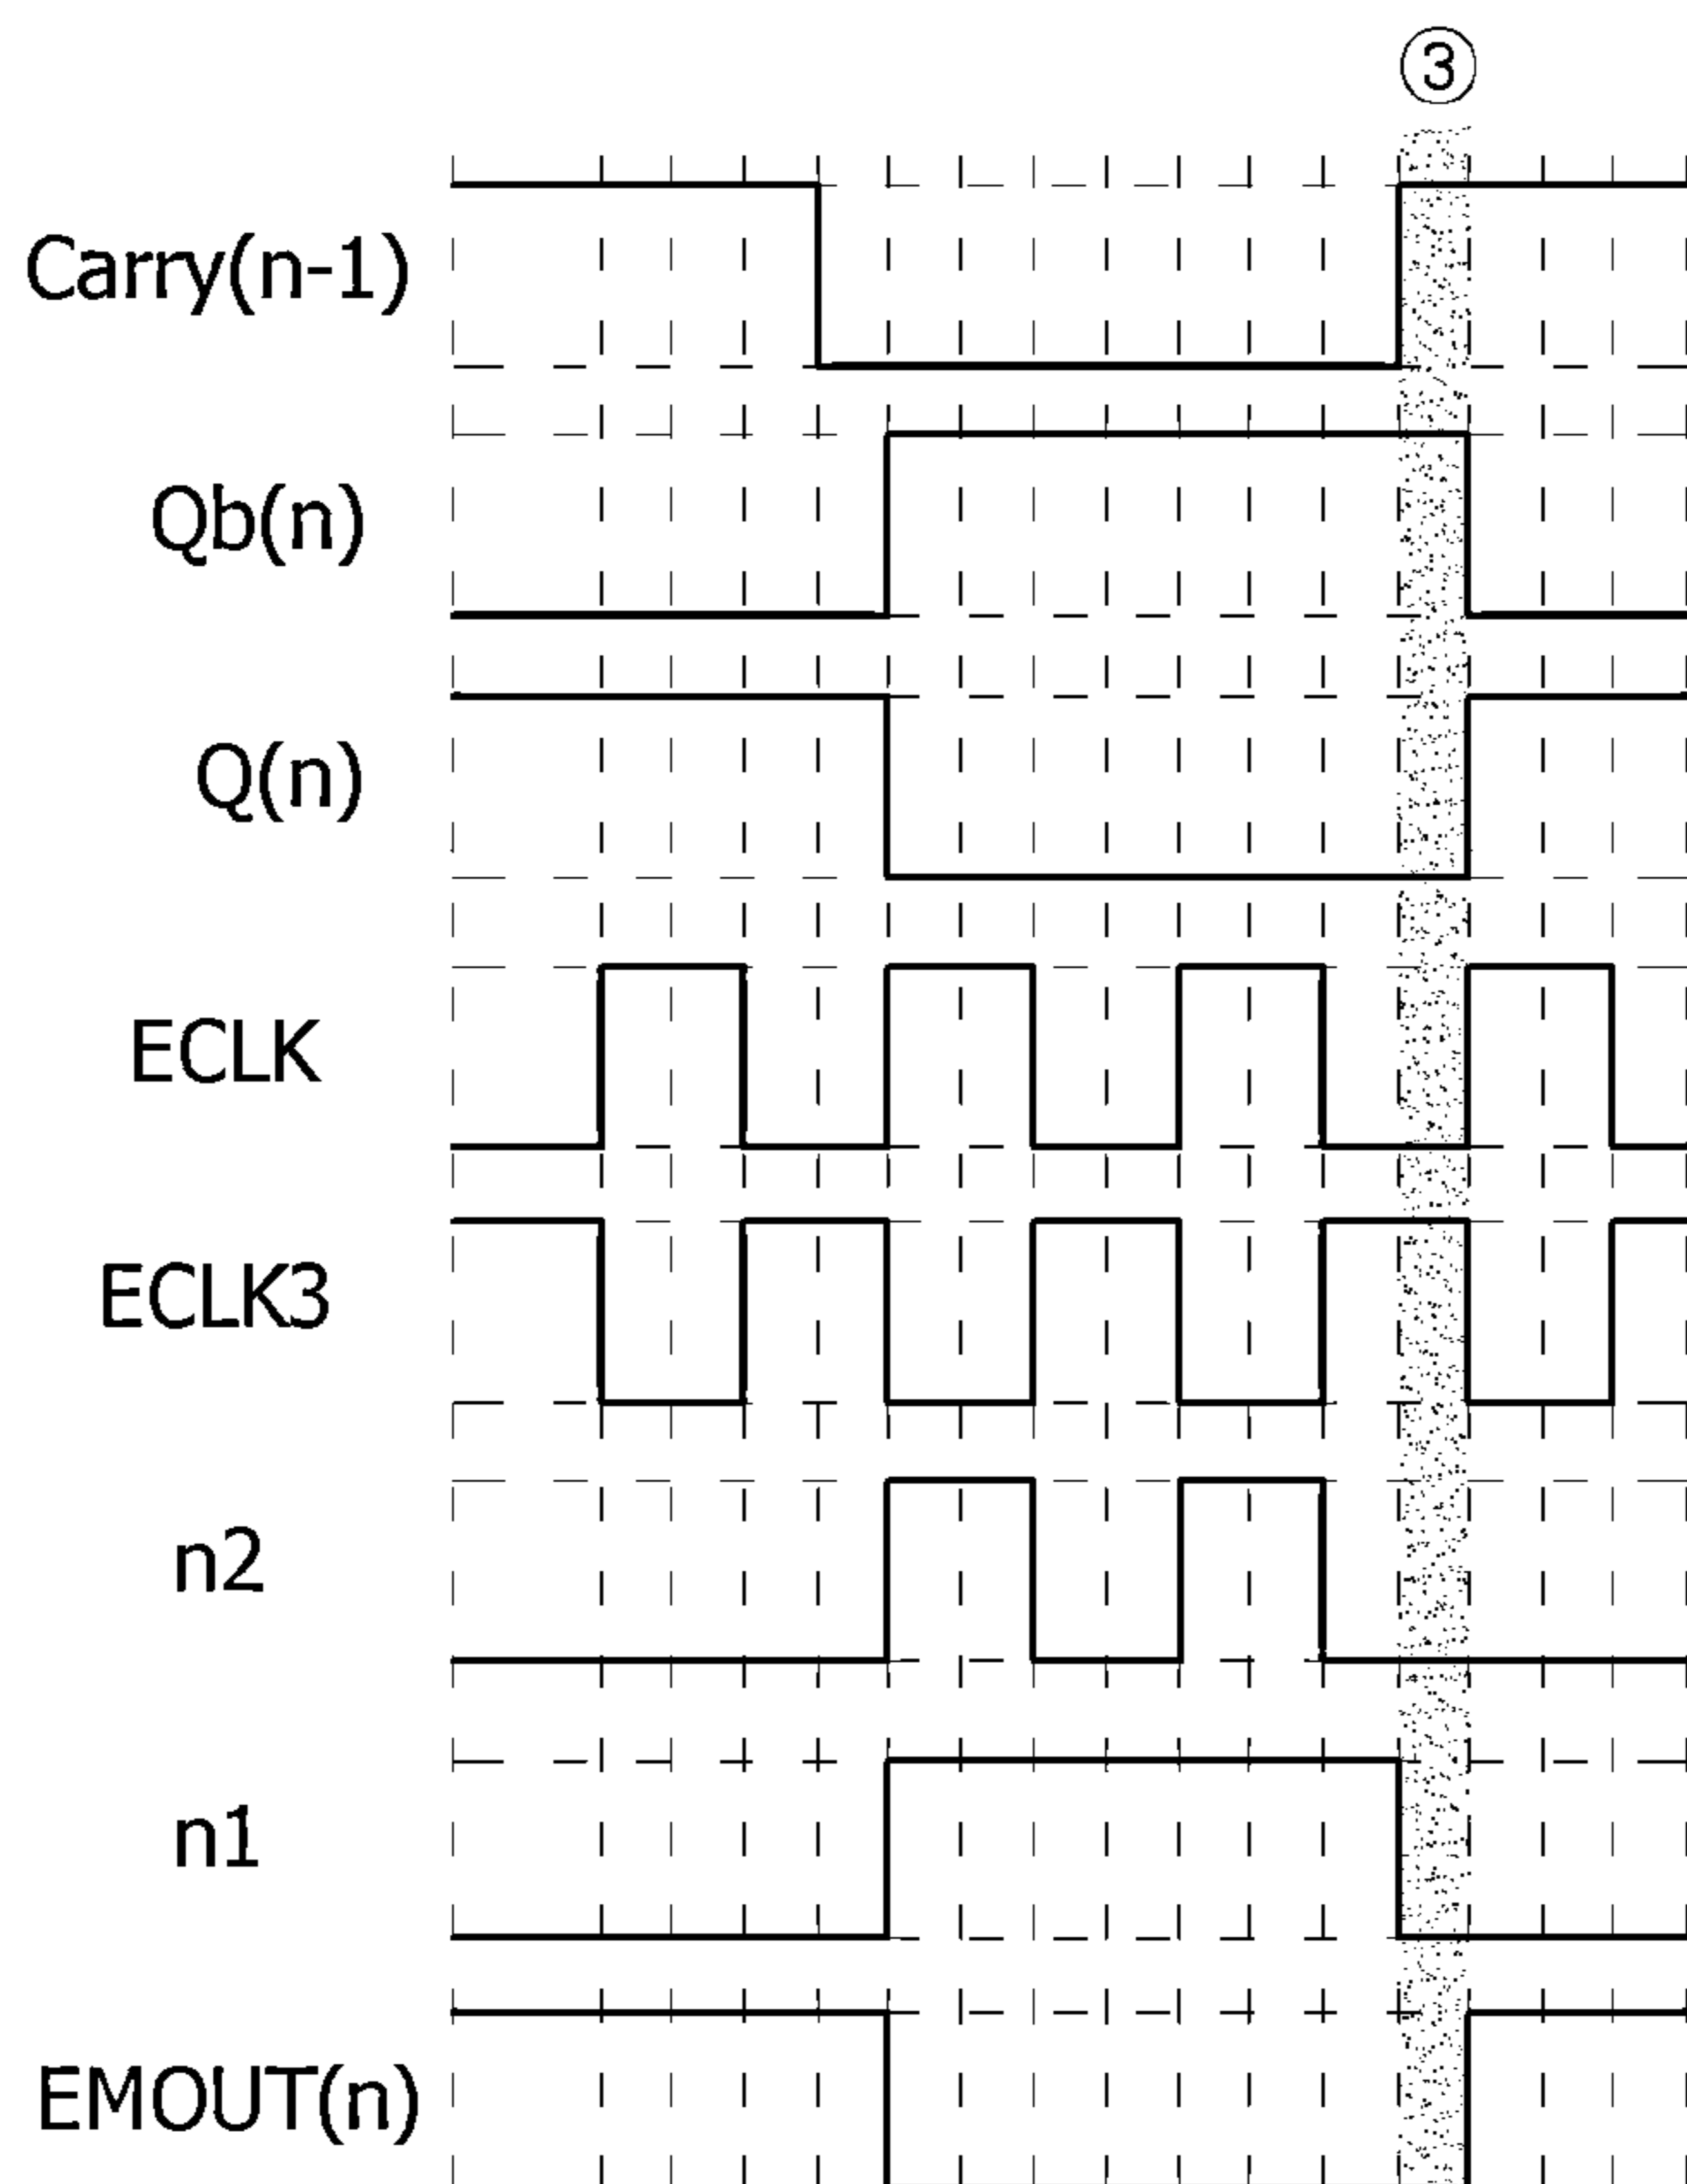 ③
Carry(n-1)
Qb(n)
Q(n)
ECLK
ECLK3
n2
n1
EMOUT(n)